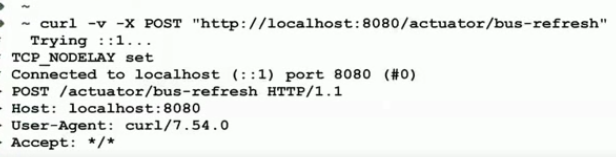 ~
~ curl -v -X POST "http://localhost:8080/actuator/bus-refresh"
Trying ::1...
TCP_NODELAY set
Connected to localhost (::1) port 8080 (#0)
POST /actuator/bus-refresh HTTP/1.1
Host: localhost:8080
User-Agent: curl/7.54.0
Accept: */*